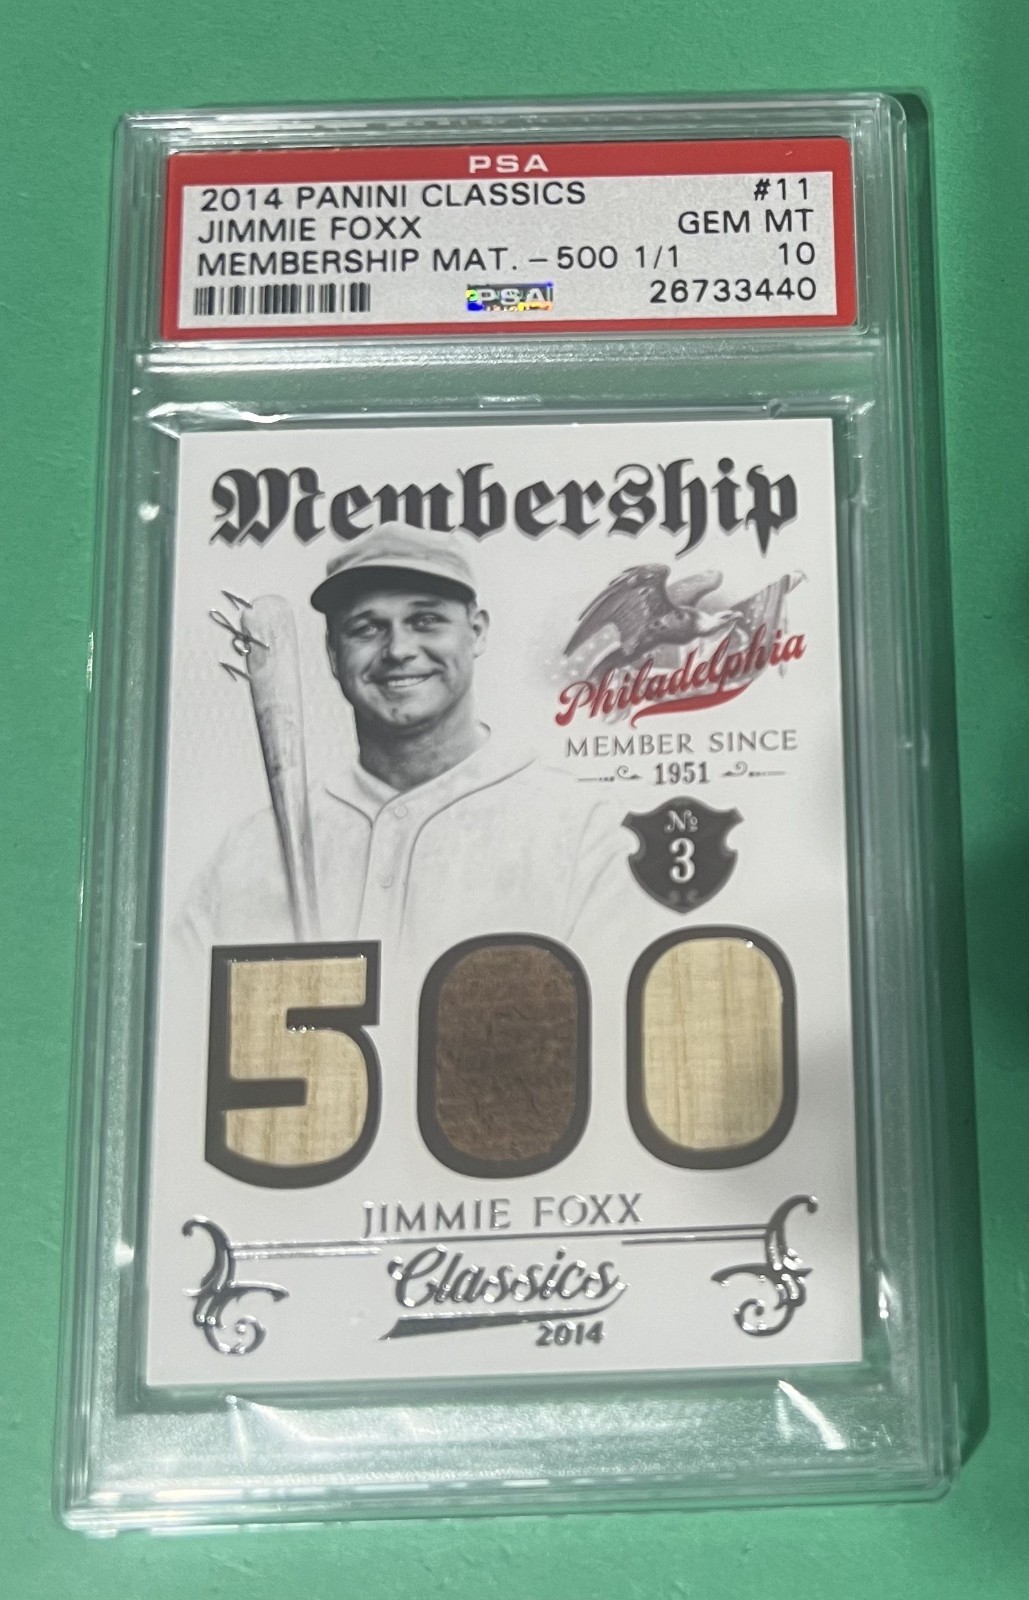 PSA
2014 PANINI CLASSICS #11
JIMMIE FOXX GEM MT
MEMBERSHIP MAT. - 500 1/1 10
PSA 26733440
Membership
1 of 1
Philadelphia
MEMBER SINCE
1951
Nº
3
500
JIMMIE FOXX
Classics
2014